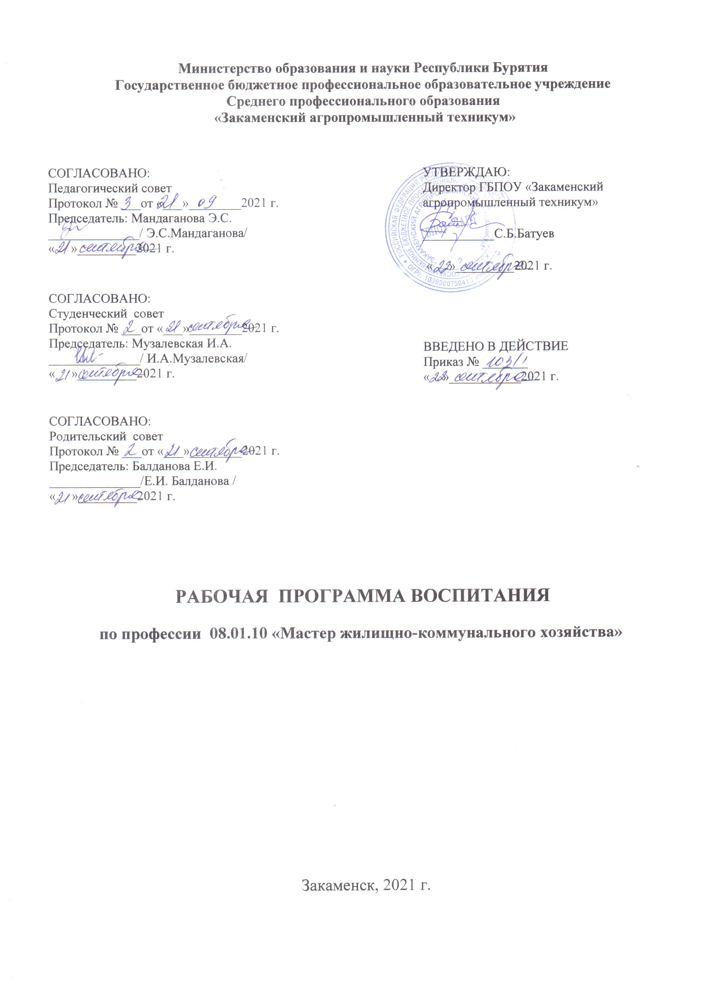 Министерство образования и науки Республики Бурятия
Государственное бюджетное профессиональное образовательное учреждение
Среднего профессионального образования
«Закаменский агропромышленный техникум»
СОГЛАСОВАНО:
Педагогический совет
Протокол № 3 от «21» 09 2021 г.
Председатель: Мандаганова Э.С.
/ Э.С.Мандаганова/
«21» сентября 2021 г.
УТВЕРЖДАЮ:
Директор ГБПОУ «Закаменский
агропромышленный техникум»
С.Б.Батуев
«22» сентября 2021 г.
РОССИЙСКАЯ ФЕДЕРАЦИЯ
ОГРН 1030300750413
СОГЛАСОВАНО:
Студенческий совет
Протокол № 2 от «21» сентября 2021 г.
Председатель: Музалевская И.А.
/ И.А.Музалевская/
«21» сентября 2021 г.
ВВЕДЕНО В ДЕЙСТВИЕ
Приказ № 103/1
«22» сентября 2021 г.
СОГЛАСОВАНО:
Родительский совет
Протокол № 2 от «21» сентября 2021 г.
Председатель: Балданова Е.И.
/Е.И. Балданова /
«21» сентября 2021 г.
РАБОЧАЯ ПРОГРАММА ВОСПИТАНИЯ
по профессии 08.01.10 «Мастер жилищно-коммунального хозяйства»
Закаменск, 2021 г.